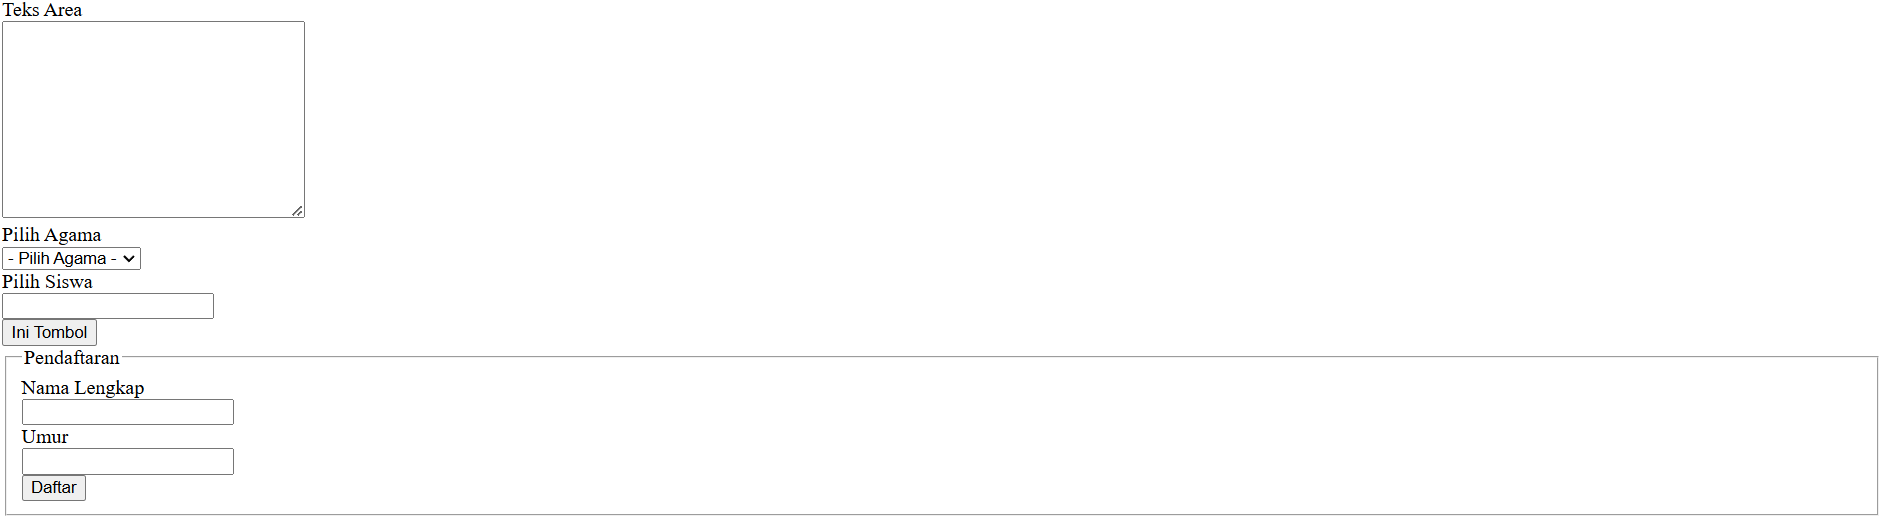 Teks Area
Pilih Agama
- Pilih Agama -
Pilih Siswa
Ini Tombol
Pendaftaran
Nama Lengkap
Umur
Daftar